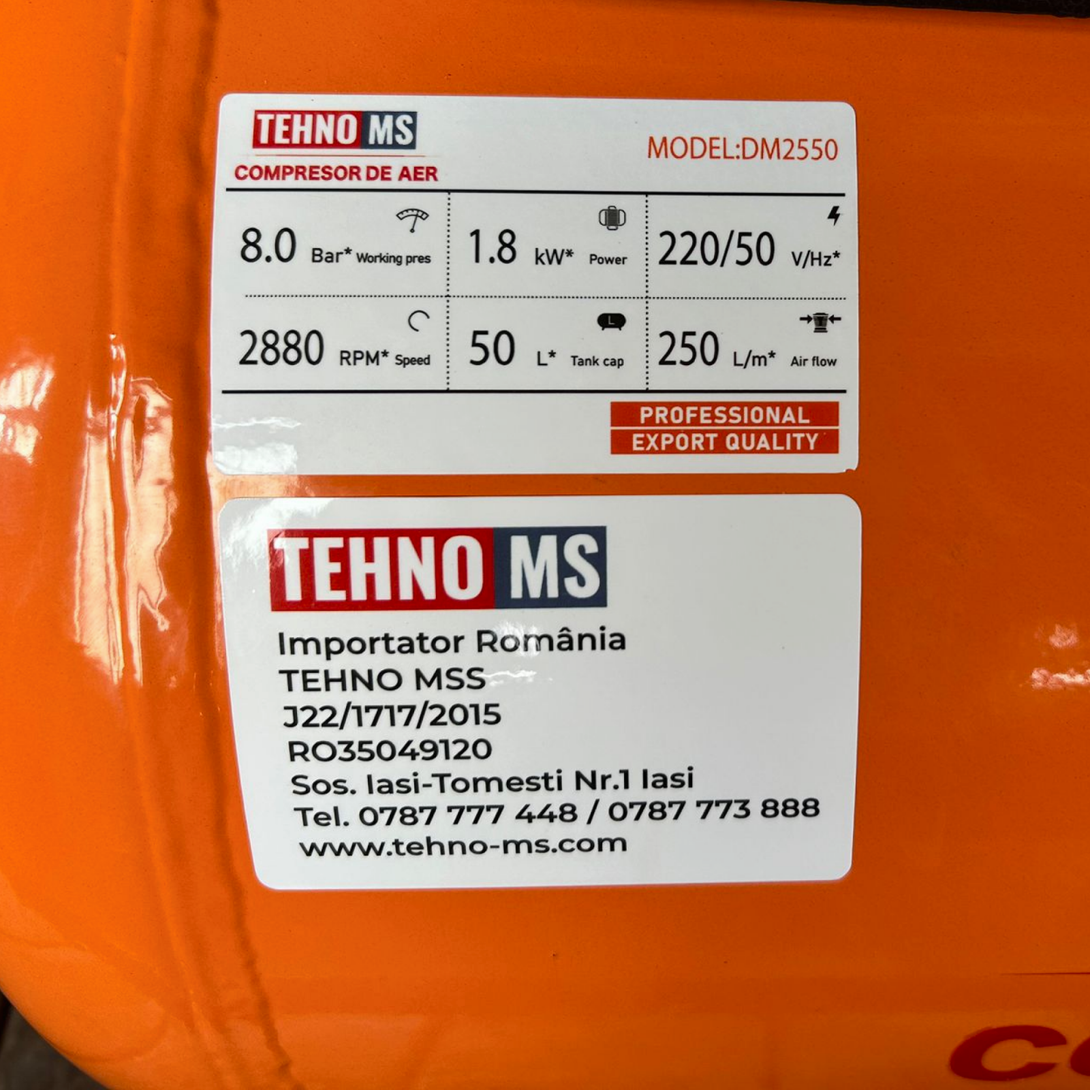 TEHNO MS
COMPRESOR DE AER
MODEL:DM2550
8.0 Bar* Working pres
1.8 kW* Power
220/50 V/Hz*
2880 RPM* Speed
50 L* Tank cap
250 L/m* Air flow
PROFESSIONAL
EXPORT QUALITY
TEHNO MS
Importator România
TEHNO MSS
J22/1717/2015
RO35049120
Sos. Iasi-Tomesti Nr.1 Iasi
Tel. 0787 777 448 / 0787 773 888
www.tehno-ms.com